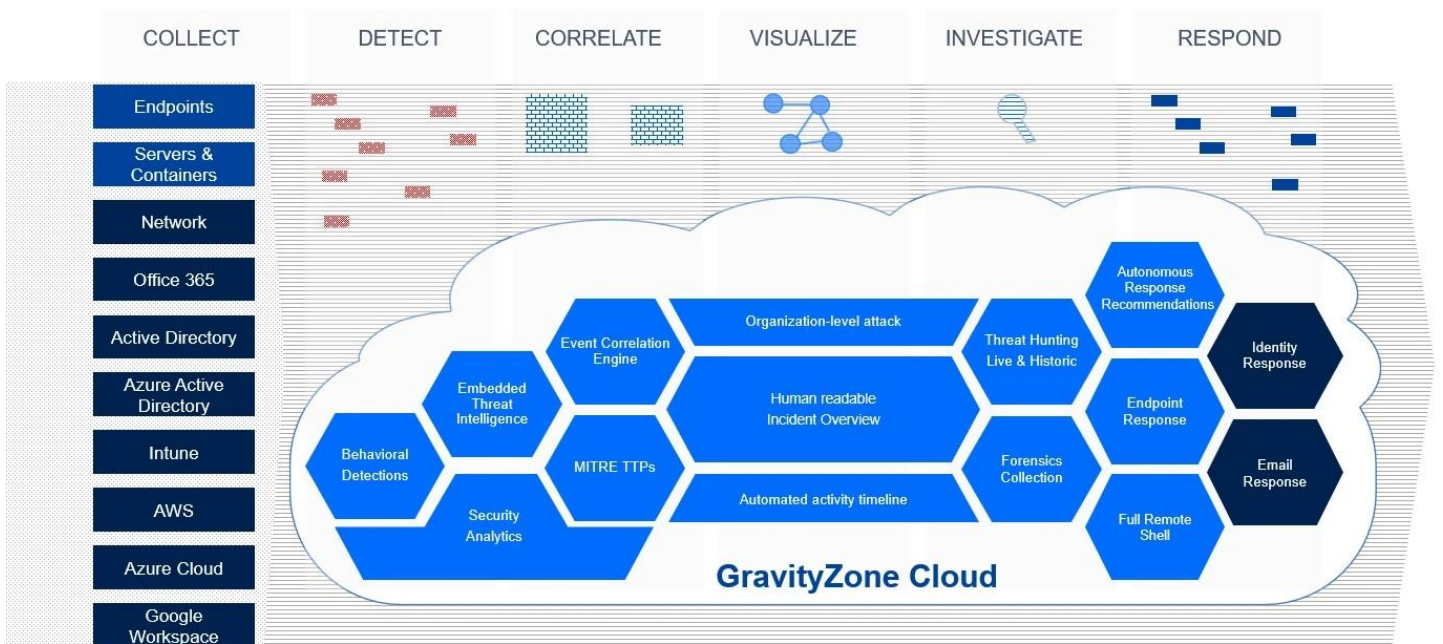 COLLECT
DETECT
CORRELATE
VISUALIZE
INVESTIGATE
RESPOND
Endpoints
Servers &
Containers
Network
Office 365
Active Directory
Azure Active
Directory
Intune
AWS
Azure Cloud
Google
Workspace
Behavioral
Detections
Embedded
Threat
Intelligence
Security
Analytics
Event Correlation
Engine
MITRE TTPs
Organization-level attack
Human readable
Incident Overview
Automated activity timeline
Threat Hunting
Live & Historic
Forensics
Collection
Autonomous
Response
Recommendations
Endpoint
Response
Full Remote
Shell
Identity
Response
Email
Response
GravityZone Cloud